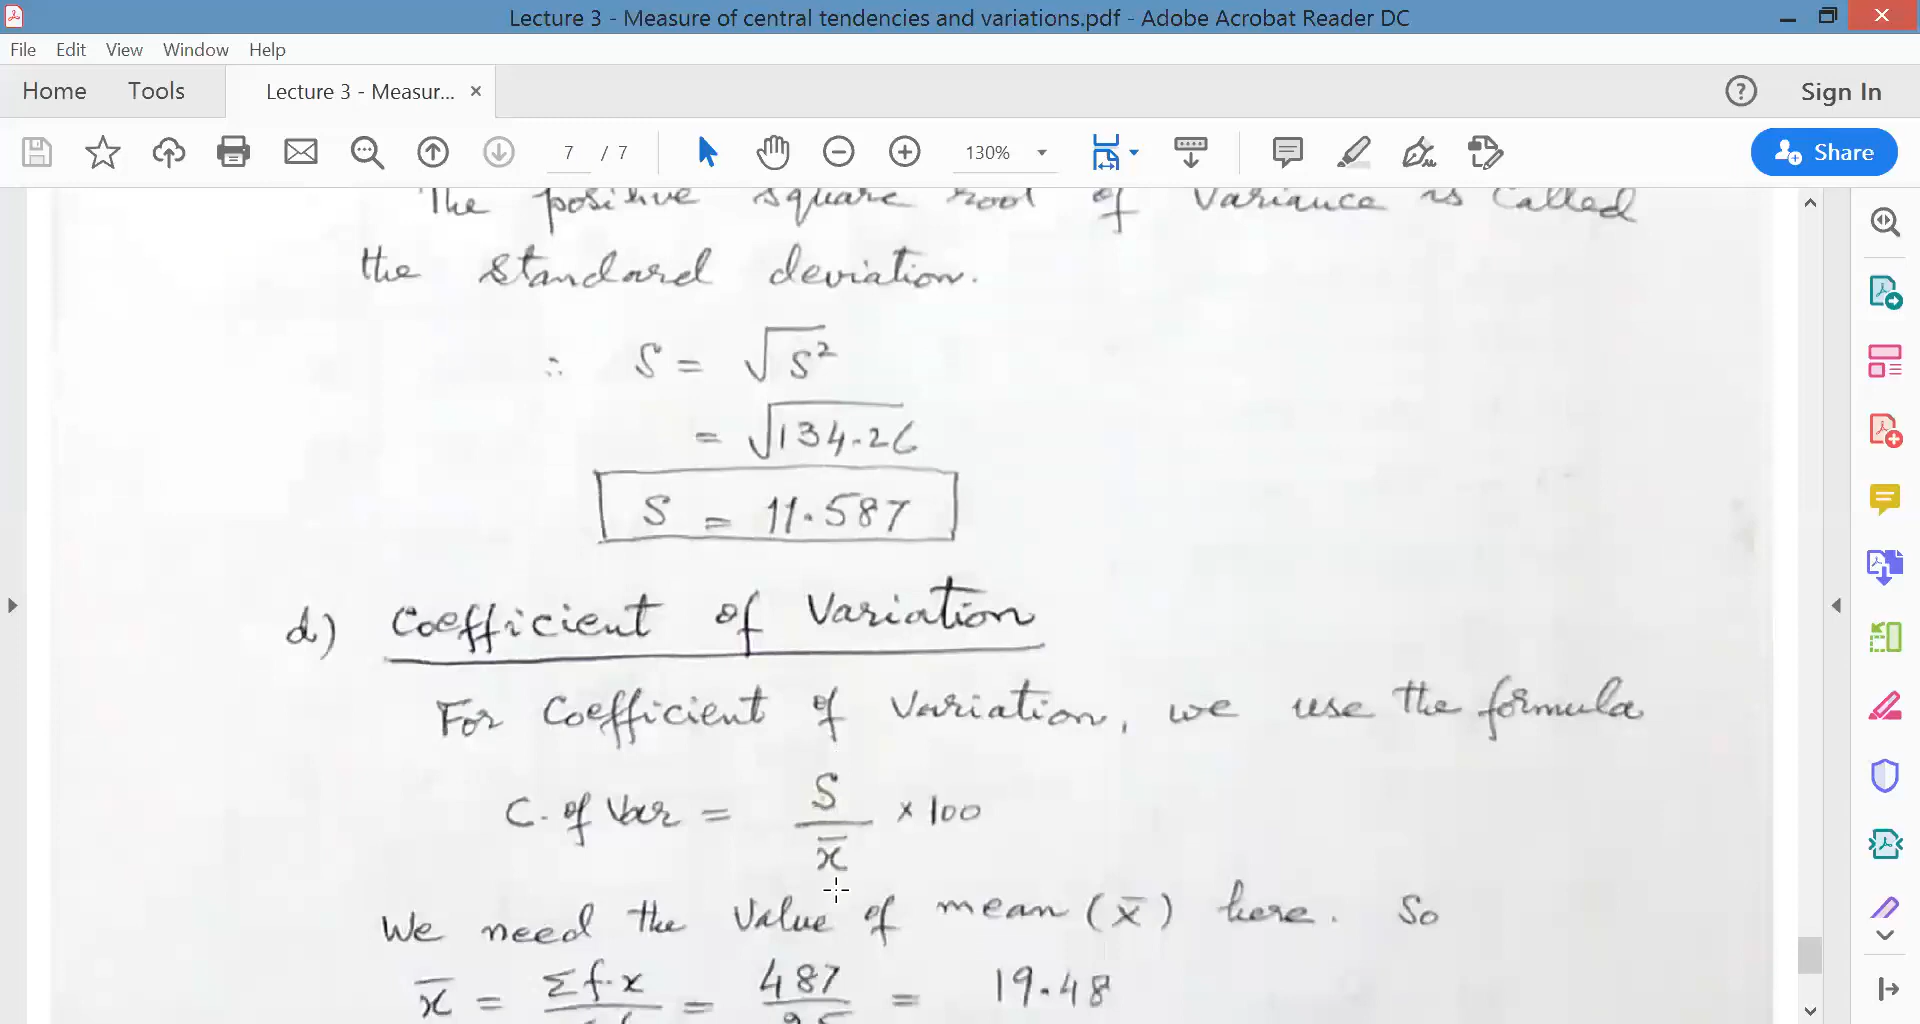 Lecture 3 - Measure of central tendencies and variations.pdf - Adobe Acrobat Reader DC
File Edit View Window Help
Home Tools Lecture 3 - Measur... × Sign In
7 / 7 130% Share
The positive square root of Variance is called
the standard deviation.
∴ S = √S²
= √134.26
S = 11.587
d.) Coefficient of Variation
For Coefficient of Variation, we use the formula
C. of Var = S/x̄ × 100
We need the value of mean (x̄) here. So
x̄ = Σf.x = 487/25 = 19.48